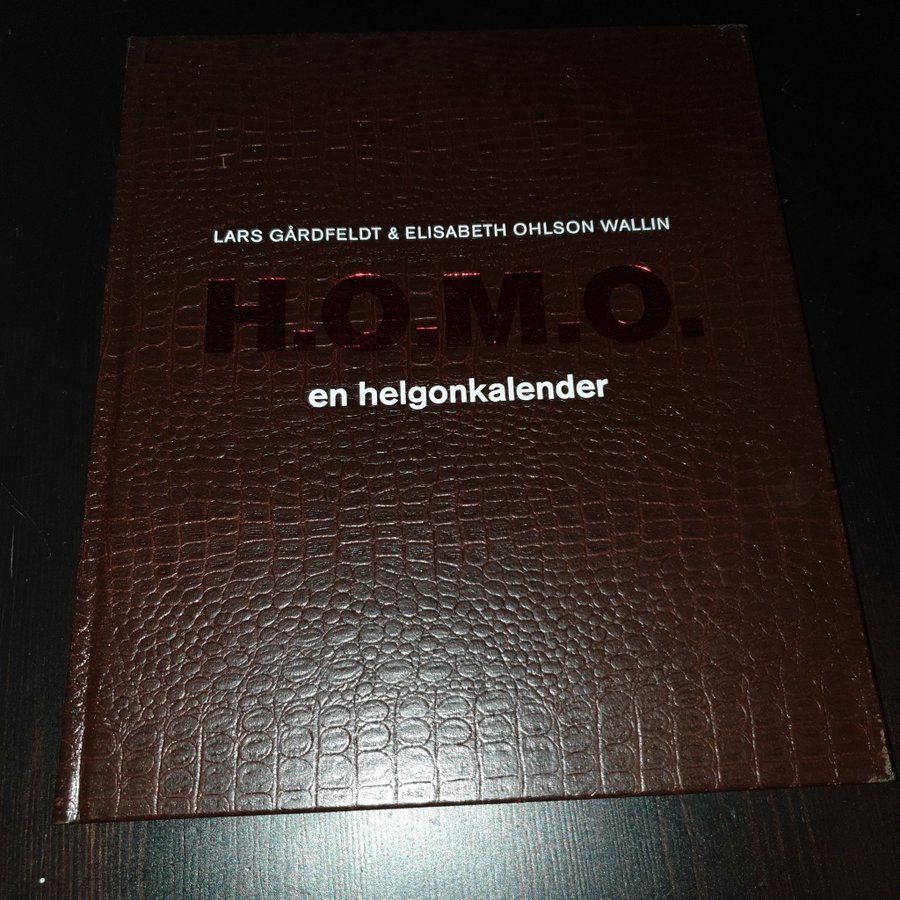 LARS GÅRDFELDT & ELISABETH OHLSON WALLIN
H.O.M.O.
en helgonkalender